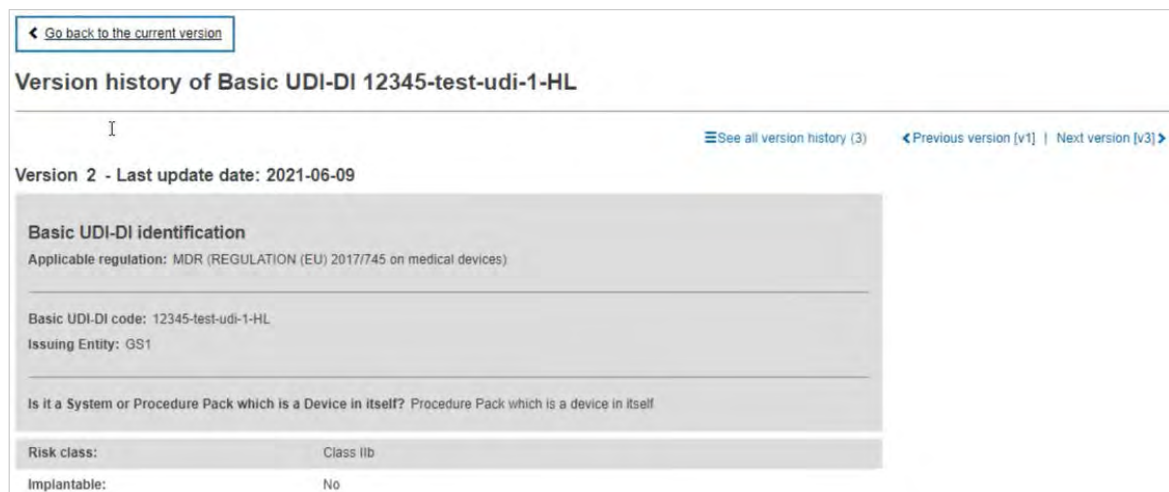 Go back to the current version
Version history of Basic UDI-DI 12345-test-udi-1-HL
See all version history (3) Previous version [v1] | Next version [v3]
Version 2 - Last update date: 2021-06-09
Basic UDI-DI identification
Applicable regulation: MDR (REGULATION (EU) 2017/745 on medical devices)
Basic UDI-DI code: 12345-test-udi-1-HL
Issuing Entity: GS1
Is it a System or Procedure Pack which is a Device in itself? Procedure Pack which is a device in itself
Risk class: Class IIb
Implantable: No